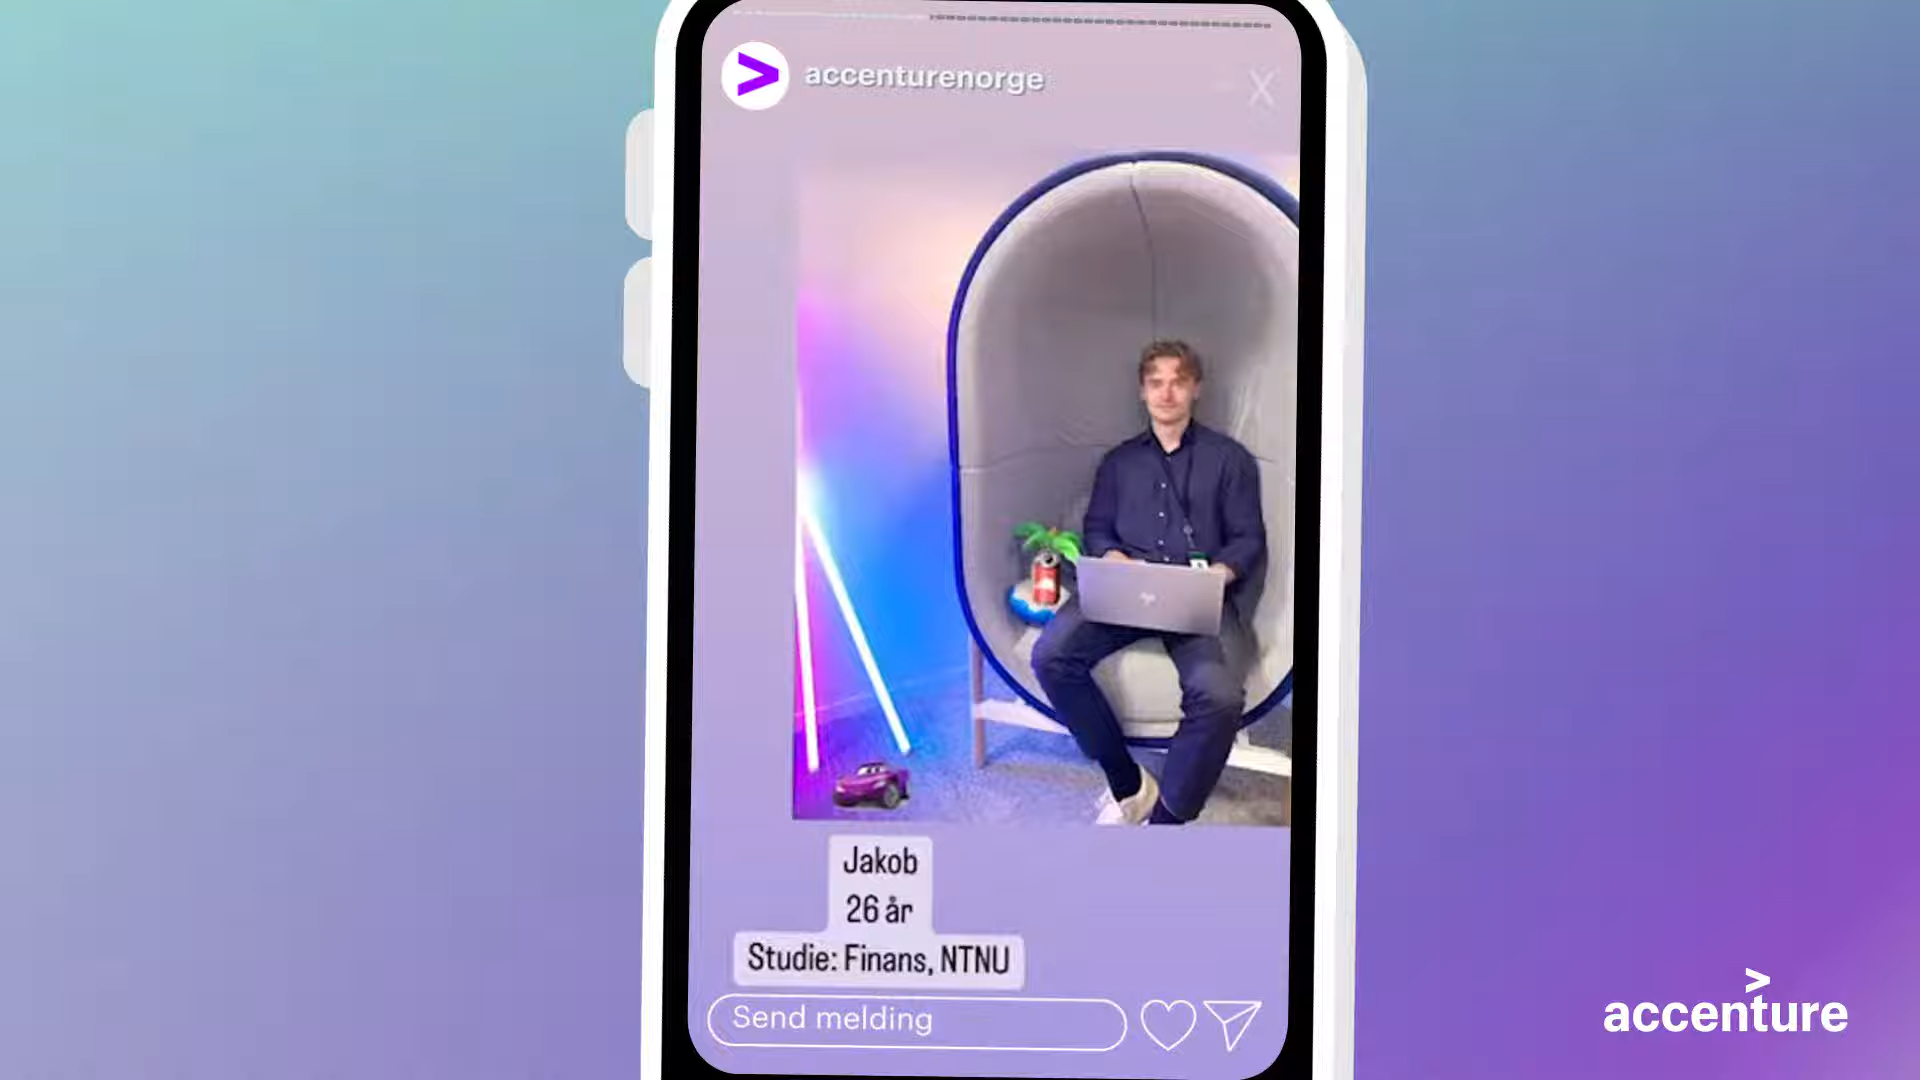 accenturenorge
X
Jakob
26 år
Studie: Finans, NTNU
Send melding
accenture